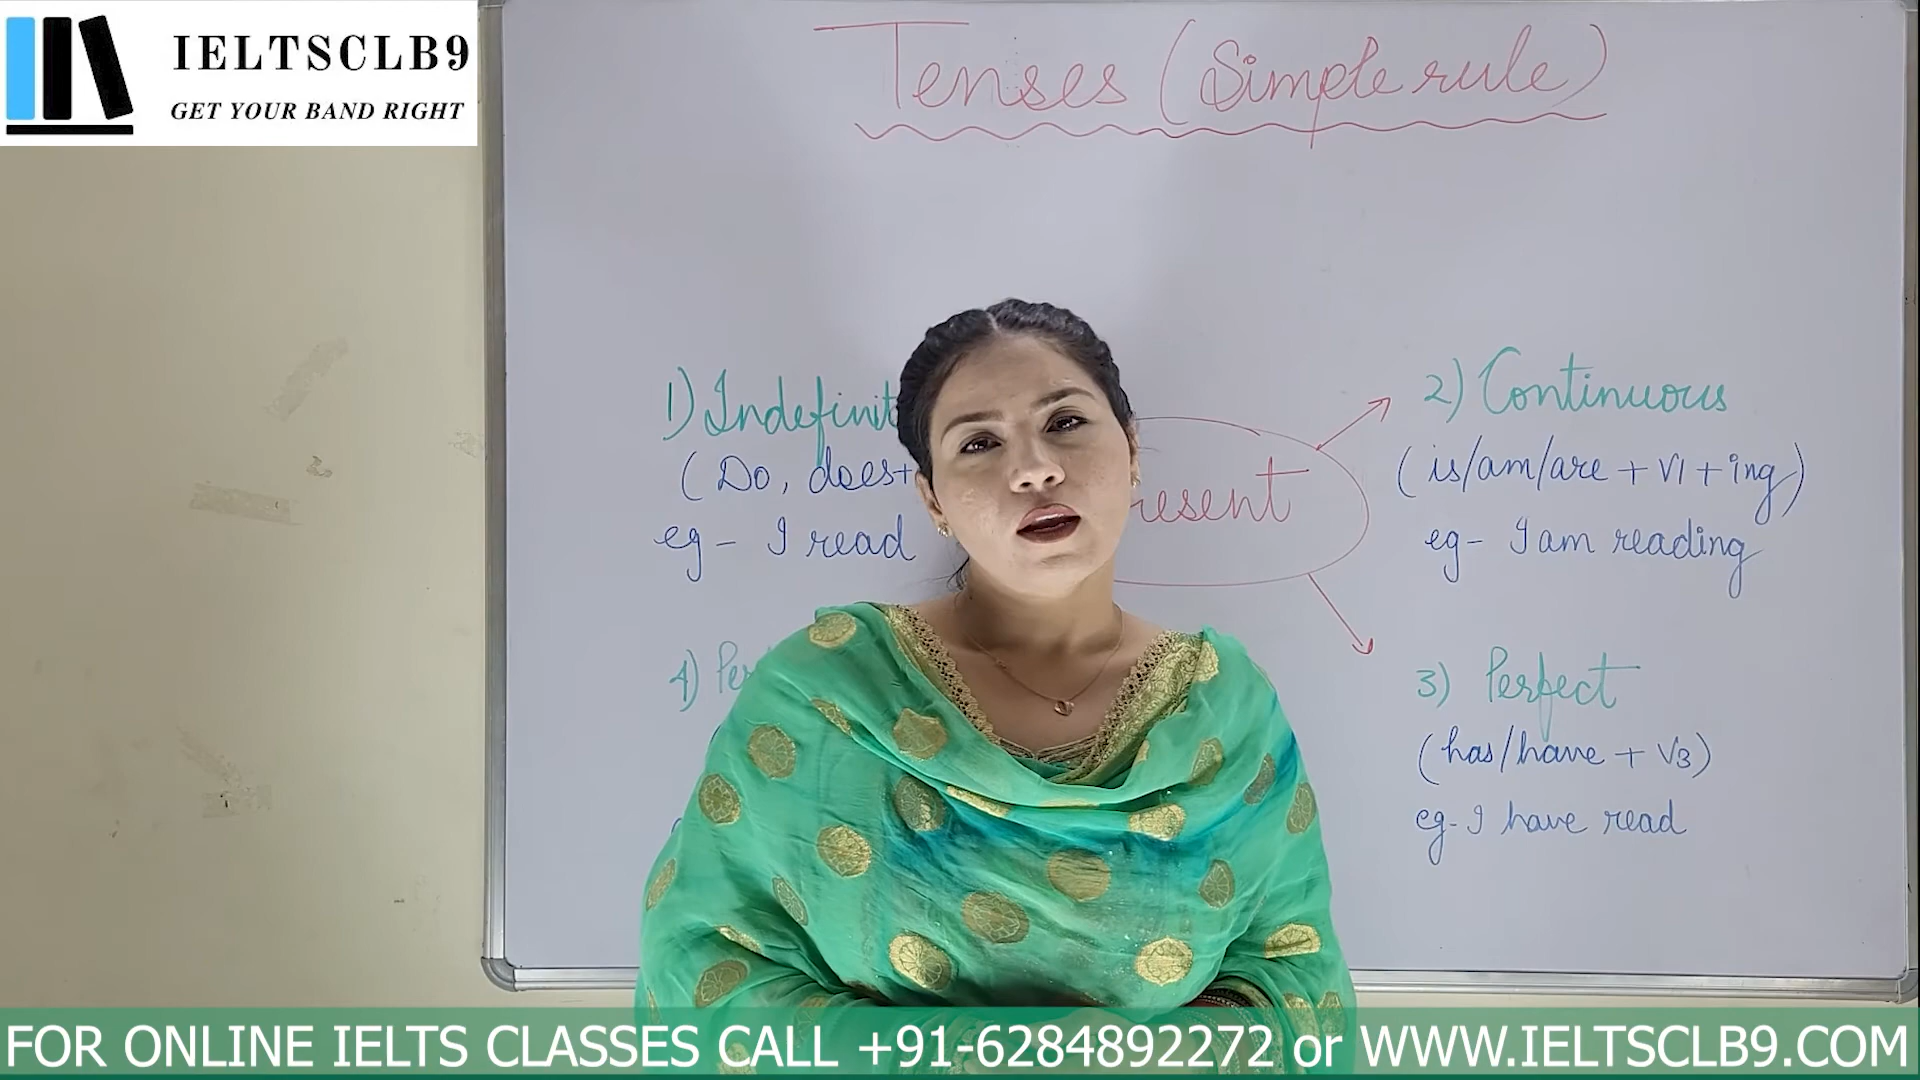 IELTSCLB9
GET YOUR BAND RIGHT
Tenses (Simple rule)
1) Indefinit
(Do, does+
eg - I read
resent
2) Continuous
(is/am/are + V1 + ing)
eg - I am reading
4) Per
3) Perfect
(has/have + V3)
eg - I have read
FOR ONLINE IELTS CLASSES CALL +91-6284892272 or WWW.IELTSCLB9.COM